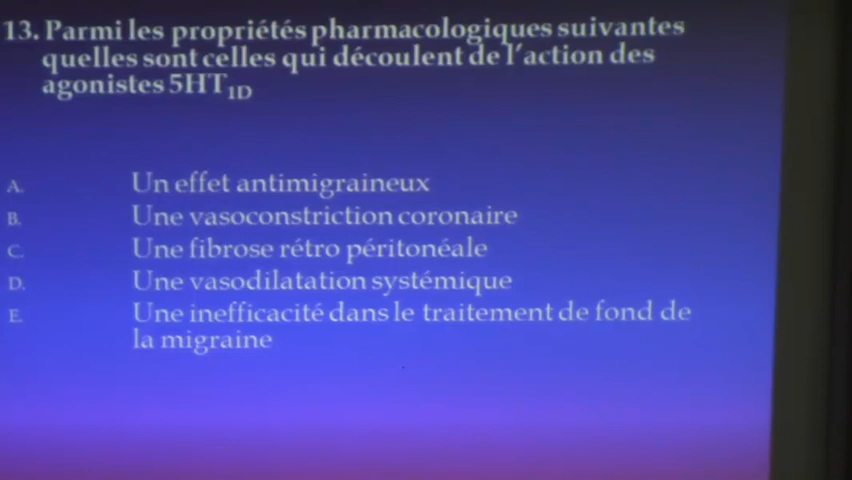 13. Parmi les propriétés pharmacologiques suivantes
quelles sont celles qui découlent de l'action des
agonistes 5HT1D
A. Un effet antimigraineux
B. Une vasoconstriction coronaire
C. Une fibrose rétro péritonéale
D. Une vasodilatation systémique
E. Une inefficacité dans le traitement de fond de
la migraine